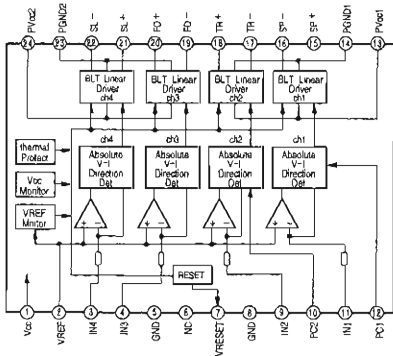 PVcc2
PGND2
SL -
SL +
FO +
FO -
TR +
TR -
SP -
SP +
PGND1
PVcc1
24 23 22 21 20 19 18 17 16 15 14 13
BLT Linear
Driver
ch4
BLT Linear
Driver
ch3
BLT Linear
Driver
ch2
BLT Linear
Driver
ch1
thermal
Protect
Vcc
Monitor
VREF
Mnitor
ch4
Absolute
V-I
Direction
Det
ch3
Absolute
V-I
Direction
Det
ch2
Absolute
V-I
Direction
Det
ch1
Absolute
V-I
Direction
Det
+ -
+ -
+ -
- +
RESET
1 2 3 4 5 6 7 8 9 10 11 12
Vcc
VREF
IN4
IN3
GND
NC
VRESET
GND
IN2
PC2
IN1
PC1